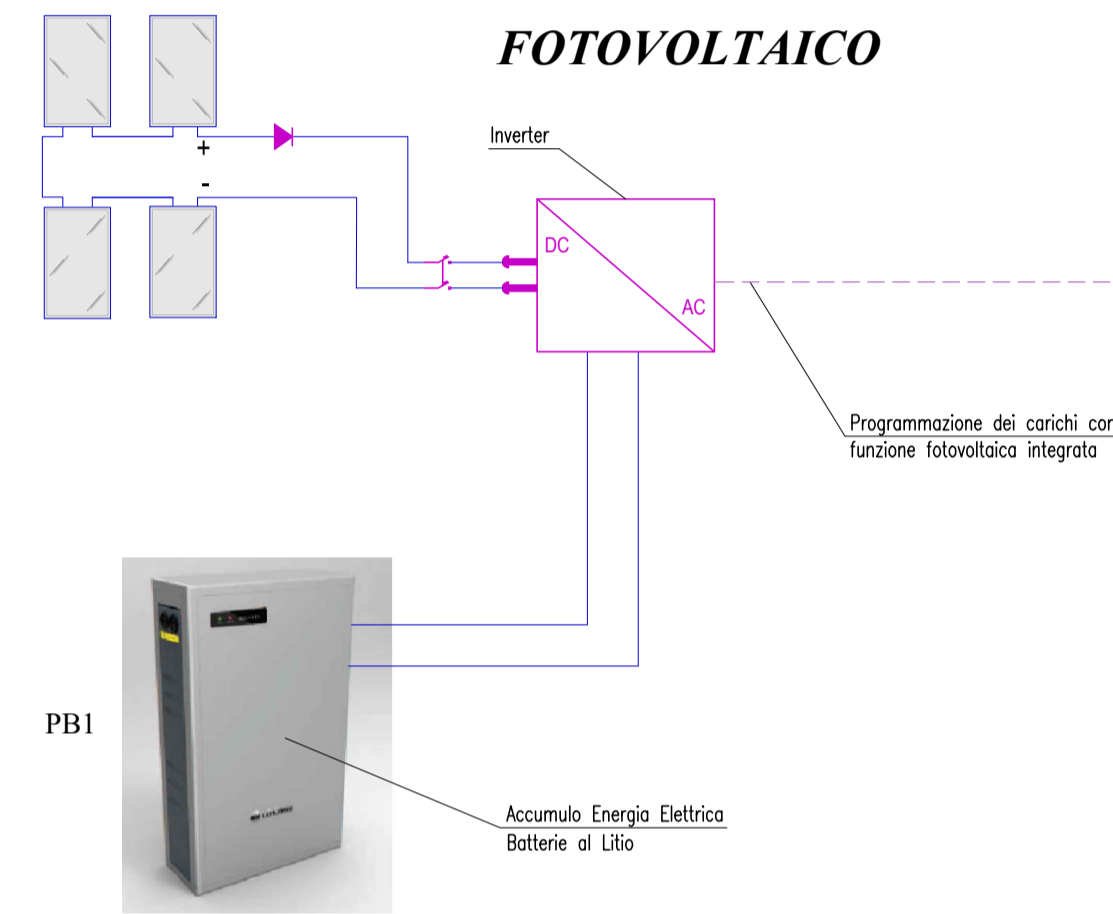 FOTOVOLTAICO
+
-
Inverter
DC
AC
Programmazione dei carichi con
funzione fotovoltaica integrata
PB1
Accumulo Energia Elettrica
Batterie al Litio